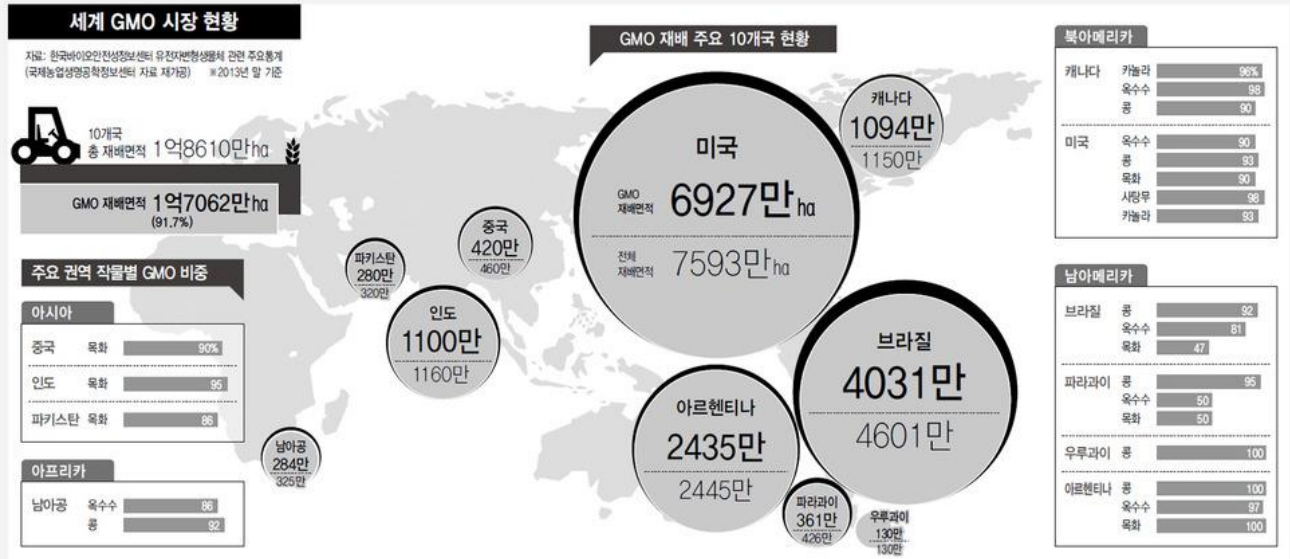 세계 GMO 시장 현황
자료: 한국바이오안전성정보센터 유전자변형생물체 관련 주요통계
(국제농업생명공학정보센터 자료 재가공) ※2013년 말 기준
10개국
총 재배면적 1억8610만ha
GMO 재배면적 1억7062만ha
(91.7%)
주요 권역 작물별 GMO 비중
아시아
중국 목화 90%
인도 목화 95
파키스탄 목화 86
아프리카
남아공 옥수수 86
콩 92
GMO 재배 주요 10개국 현황
미국
GMO
재배면적 6927만ha
전체
재배면적 7593만ha
캐나다
1094만
1150만
중국
420만
460만
파키스탄
280만
320만
인도
1100만
1160만
남아공
284만
325만
브라질
4031만
4601만
아르헨티나
2435만
2445만
파라과이
361만
426만
우루과이
130만
130만
북아메리카
캐나다 카놀라 96%
옥수수 98
콩 90
미국 옥수수 90
콩 93
목화 90
사탕무 98
카놀라 93
남아메리카
브라질 콩 92
옥수수 81
목화 47
파라과이 콩 95
옥수수 50
목화 50
우루과이 콩 100
아르헨티나 콩 100
옥수수 97
목화 100